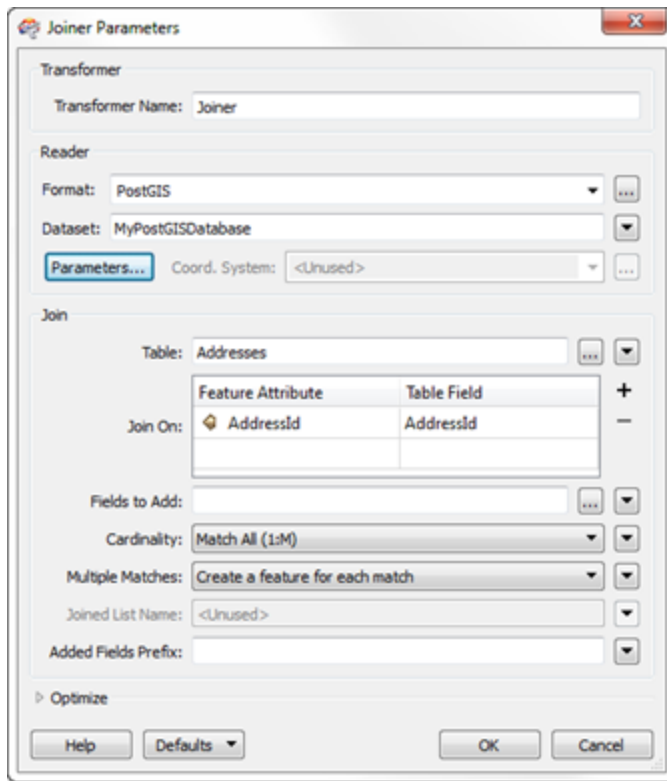 Joiner Parameters
Transformer
Transformer Name: Joiner
Reader
Format: PostGIS ...
Dataset: MyPostGISDatabase
Parameters... Coord. System: <Unused> ...
Join
Table: Addresses ...
Feature Attribute Table Field
Join On: AddressId AddressId
Fields to Add: ...
Cardinality: Match All (1:M)
Multiple Matches: Create a feature for each match
Joined List Name: <Unused>
Added Fields Prefix:
Optimize
Help Defaults OK Cancel